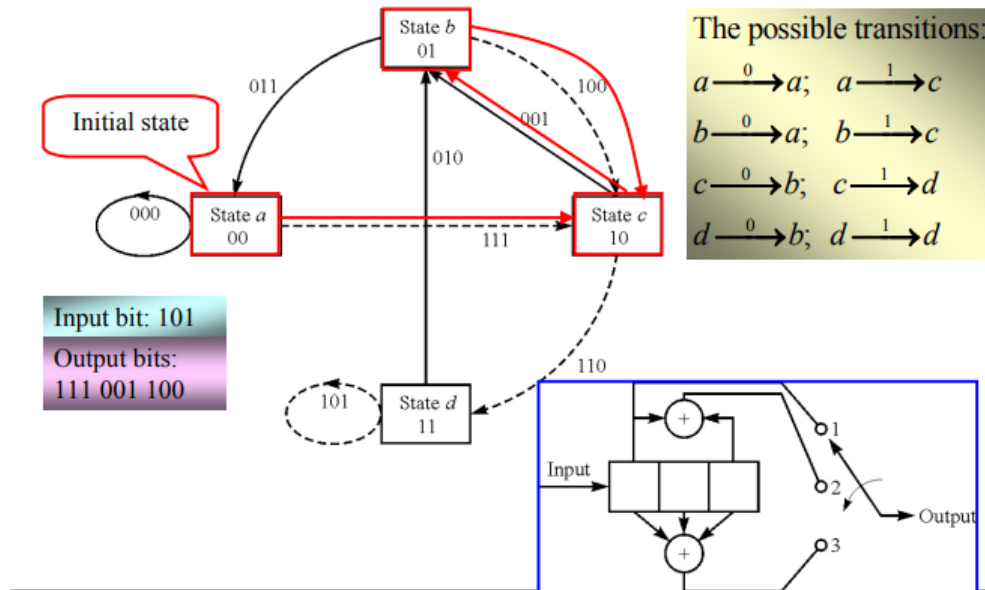 State b
01
The possible transitions:
a 0 a; a 1 c
b 0 a; b 1 c
c 0 b; c 1 d
d 0 b; d 1 d
011
100
001
Initial state
010
000
State a
00
111
State c
10
Input bit: 101
Output bits:
111 001 100
110
101
State d
11
+
1
Input
2
Output
+
3